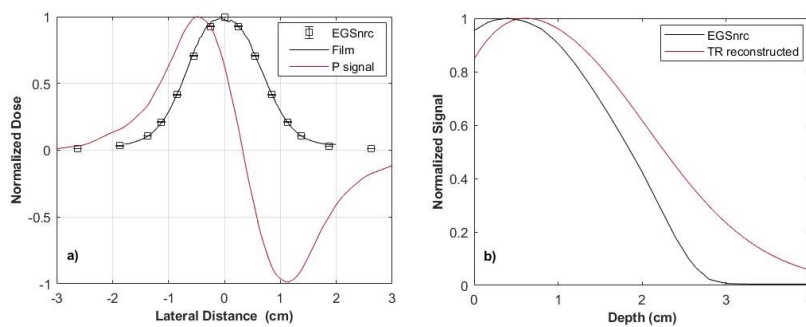 1
0.5
0
-0.5
-1
Normalized Dose
EGSnrc
Film
P signal
a)
-3 -2 -1 0 1 2 3
Lateral Distance (cm)
1
0.8
0.6
0.4
0.2
0
Normalized Signal
EGSnrc
TR reconstructed
b)
0 1 2 3 4
Depth (cm)